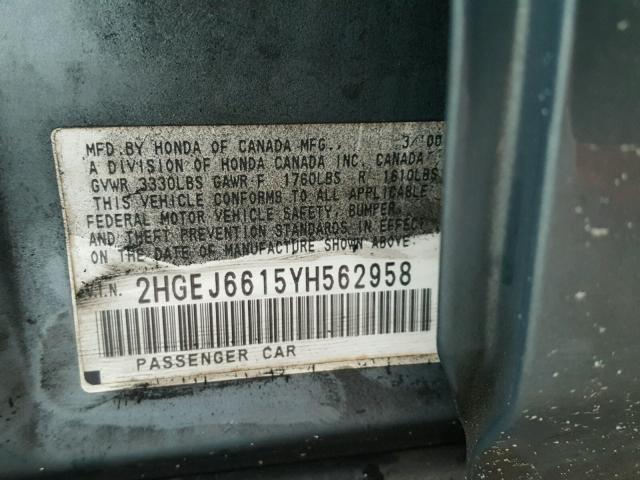 MFD. BY HONDA OF CANADA MFG., 3/00
A DIVISION OF HONDA CANADA INC. CANADA
GVWR 3330LBS GAWR F 1760LBS R 1610LBS
THIS VEHICLE CONFORMS TO ALL APPLICABLE
FEDERAL MOTOR VEHICLE SAFETY, BUMPER,
AND THEFT PREVENTION STANDARDS IN EFFECT
ON THE DATE OF MANUFACTURE SHOWN ABOVE.
V.I.N. 2HGEJ6615YH562958
PASSENGER CAR